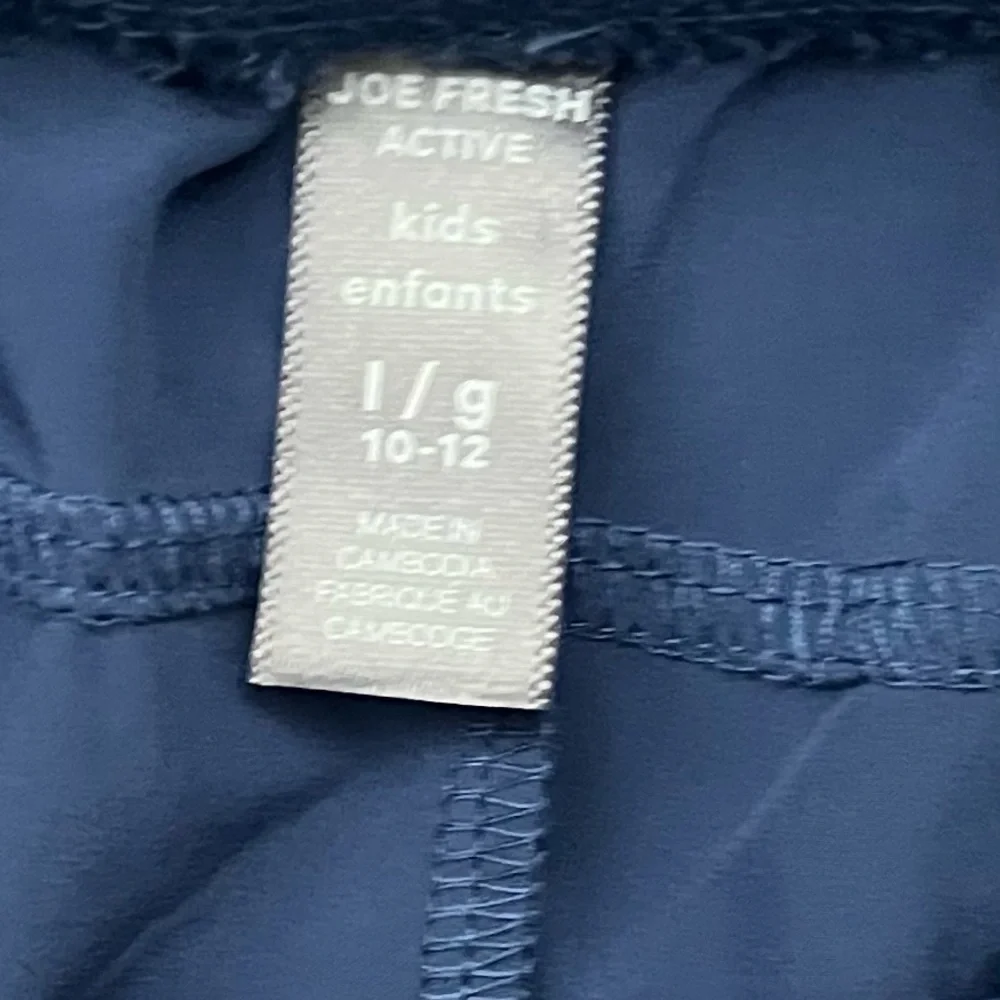 JOE FRESH
ACTIVE
kids
enfants
l / g
10-12
MADE IN
CAMBODIA
FABRIQUÉ AU
CAMBODGE